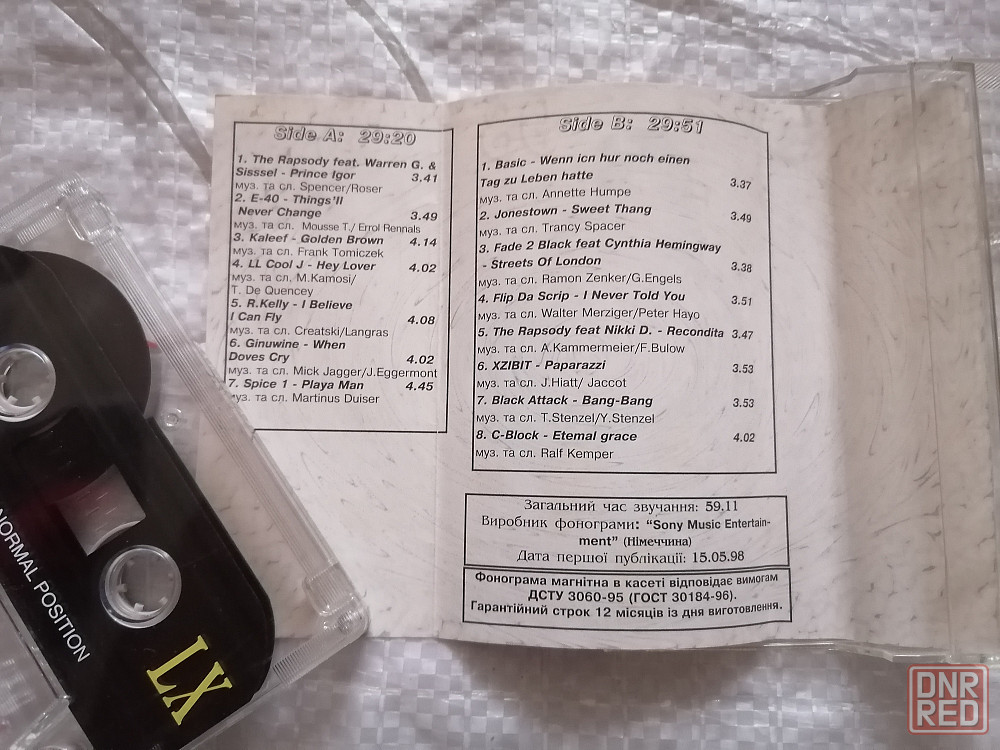 Side A: 29:20
1. The Rapsody feat. Warren G. &
Sisssel - Prince Igor 3.41
муз. та сл. Spencer/Roser
2. E-40 - Things'll
Never Change 3.49
муз. та сл. Mousse T./ Errol Rennals
3. Kaleef - Golden Brown 4.14
муз. та сл. Frank Tomiczek
4. LL Cool J - Hey Lover 4.02
муз. та сл. M.Kamosi/
T. De Quencey
5. R.Kelly - I Believe
I Can Fly 4.08
муз. та сл. Creatski/Langras
6. Ginuwine - When
Doves Cry 4.02
муз. та сл. Mick Jagger/J.Eggermont
7. Spice 1 - Playa Man 4.45
муз. та сл. Martinus Duiser
Side B: 29:51
1. Basic - Wenn icn hur noch einen
Tag zu Leben hatte 3.37
муз. та сл. Annette Humpe
2. Jonestown - Sweet Thang 3.49
муз. та сл. Trancy Spacer
3. Fade 2 Black feat Cynthia Hemingway
- Streets Of London 3.38
муз. та сл. Ramon Zenker/G.Engels
4. Flip Da Scrip - I Never Told You 3.51
муз. та сл. Walter Merziger/Peter Hayo
5. The Rapsody feat Nikki D. - Recondita 3.47
муз. та сл. A.Kammermeier/F.Bulow
6. XZIBIT - Paparazzi 3.53
муз. та сл. J.Hiatt/ Jaccot
7. Black Attack - Bang-Bang 3.53
муз. та сл. T.Stenzel/Y.Stenzel
8. C-Block - Etemal grace 4.02
муз. та сл. Ralf Kemper
Загальний час звучання: 59.11
Виробник фонограми: “Sony Music Entertain-
ment” (Німеччина)
Дата першої публікації: 15.05.98
Фонограма магнітна в касеті відповідає вимогам
ДСТУ 3060-95 (ГОСТ 30184-96).
Гарантійний строк 12 місяців із дня виготовлення.
NORMAL POSITION
LX
DNR
RED